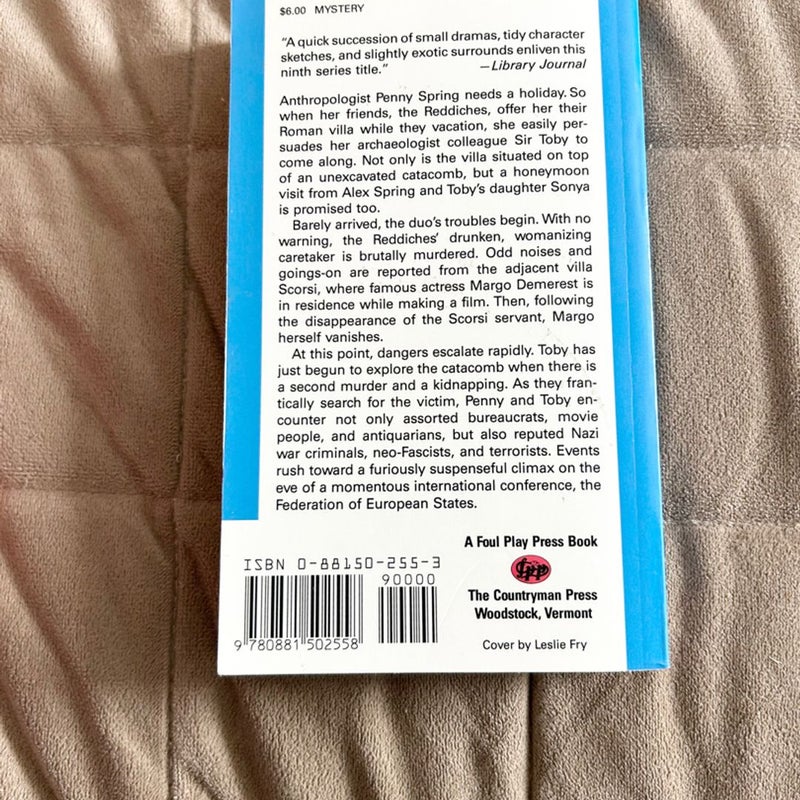 $6.00 MYSTERY
"A quick succession of small dramas, tidy character
sketches, and slightly exotic surrounds enliven this
ninth series title."
—Library Journal
Anthropologist Penny Spring needs a holiday. So
when her friends, the Reddiches, offer her their
Roman villa while they vacation, she easily per-
suades her archaeologist colleague Sir Toby to
come along. Not only is the villa situated on top
of an unexcavated catacomb, but a honeymoon
visit from Alex Spring and Toby's daughter Sonya
is promised too.
Barely arrived, the duo's troubles begin. With no
warning, the Reddiches' drunken, womanizing
caretaker is brutally murdered. Odd noises and
goings-on are reported from the adjacent villa
Scorsi, where famous actress Margo Demerest is
in residence while making a film. Then, following
the disappearance of the Scorsi servant, Margo
herself vanishes.
At this point, dangers escalate rapidly. Toby has
just begun to explore the catacomb when there is
a second murder and a kidnapping. As they fran-
tically search for the victim, Penny and Toby en-
counter not only assorted bureaucrats, movie
people, and antiquarians, but also reputed Nazi
war criminals, neo-Fascists, and terrorists. Events
rush toward a furiously suspenseful climax on the
eve of a momentous international conference, the
Federation of European States.
ISBN 0-88150-255-3
90000
9 780881 502558
A Foul Play Press Book
fpp
The Countryman Press
Woodstock, Vermont
Cover by Leslie Fry